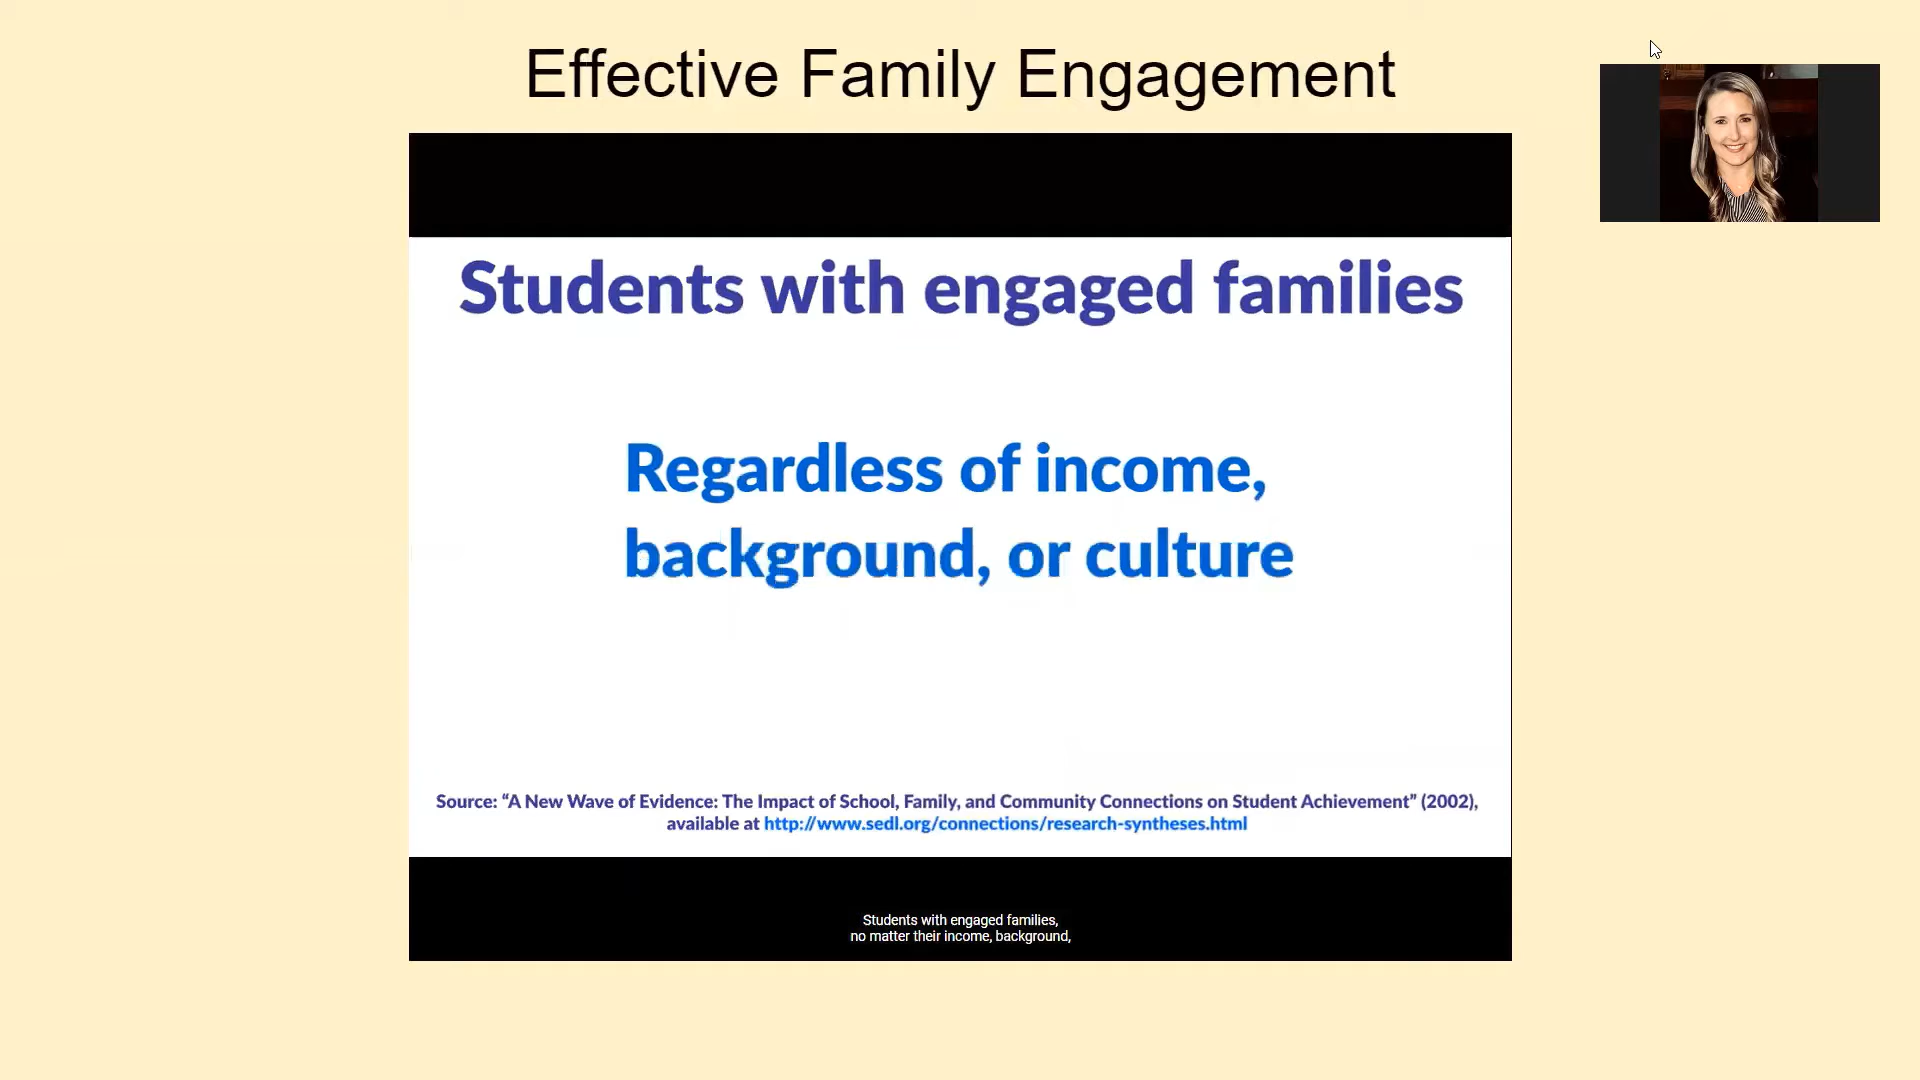 Effective Family Engagement
Students with engaged families
Regardless of income,
background, or culture
Source: “A New Wave of Evidence: The Impact of School, Family, and Community Connections on Student Achievement” (2002),
available at http://www.sedl.org/connections/research-syntheses.html
Students with engaged families,
no matter their income, background,